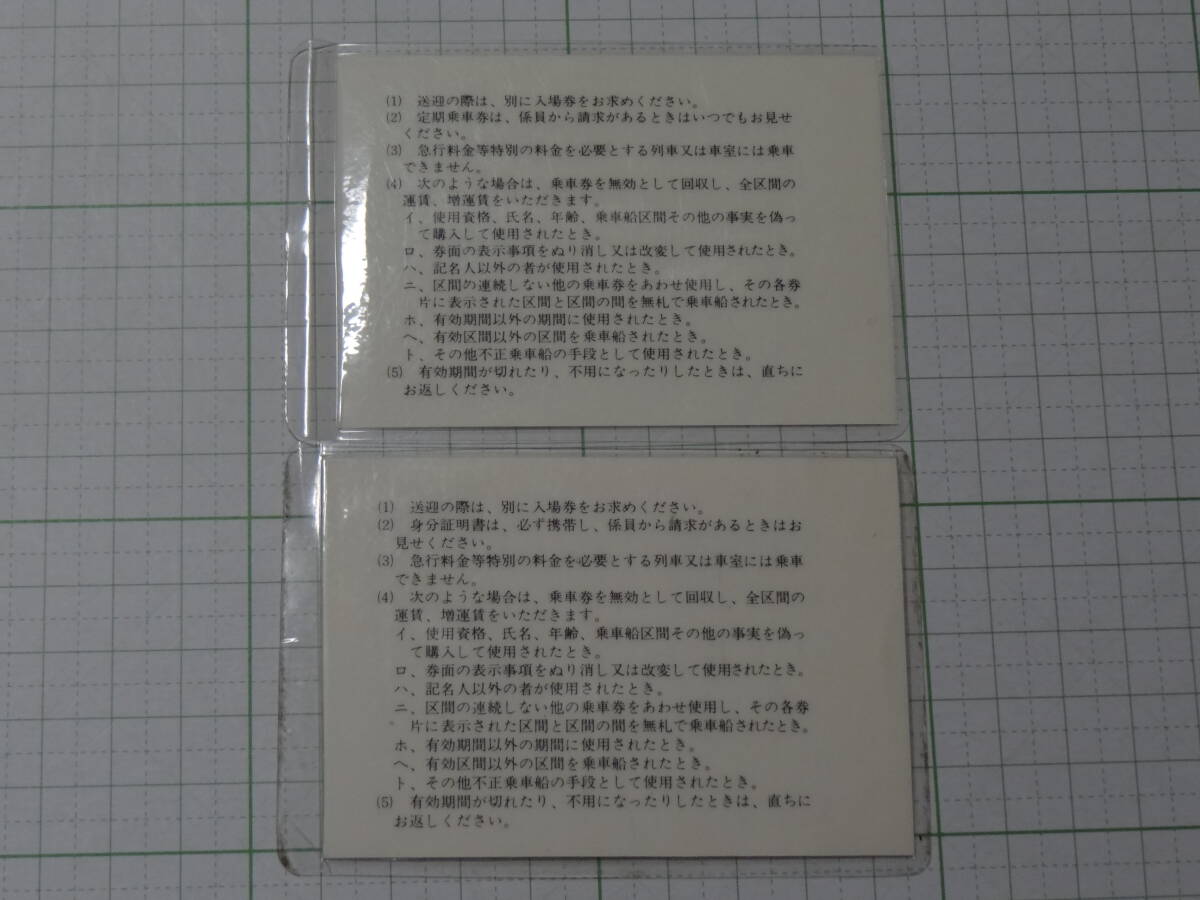 (1) 送迎の際は、別に入場券をお求めください。
(2) 定期乗車券は、係員から請求があるときはいつでもお見せ
ください。
(3) 急行料金等特別の料金を必要とする列車又は車室には乗車
できません。
(4) 次のような場合は、乗車券を無効として回収し、全区間の
運賃、増運賃をいただきます。
イ、使用資格、氏名、年齢、乗車船区間その他の事実を偽っ
て購入して使用されたとき。
ロ、券面の表示事項をぬり消し又は改変して使用されたとき。
ハ、記名人以外の者が使用されたとき。
ニ、区間の連続しない他の乗車券をあわせ使用し、その各券
片に表示された区間と区間の間を無札で乗車船されたとき。
ホ、有効期間以外の期間に使用されたとき。
ヘ、有効区間以外の区間を乗車船されたとき。
ト、その他不正乗車船の手段として使用されたとき。
(5) 有効期間が切れたり、不用になったりしたときは、直ちに
お返しください。
(1) 送迎の際は、別に入場券をお求めください。
(2) 身分証明書は、必ず携帯し、係員から請求があるときはお
見せください。
(3) 急行料金等特別の料金を必要とする列車又は車室には乗車
できません。
(4) 次のような場合は、乗車券を無効として回収し、全区間の
運賃、増運賃をいただきます。
イ、使用資格、氏名、年齢、乗車船区間その他の事実を偽っ
て購入して使用されたとき。
ロ、券面の表示事項をぬり消し又は改変して使用されたとき。
ハ、記名人以外の者が使用されたとき。
ニ、区間の連続しない他の乗車券をあわせ使用し、その各券
片に表示された区間と区間の間を無札で乗車船されたとき。
ホ、有効期間以外の期間に使用されたとき。
ヘ、有効区間以外の区間を乗車船されたとき。
ト、その他不正乗車船の手段として使用されたとき。
(5) 有効期間が切れたり、不用になったりしたときは、直ちに
お返しください。